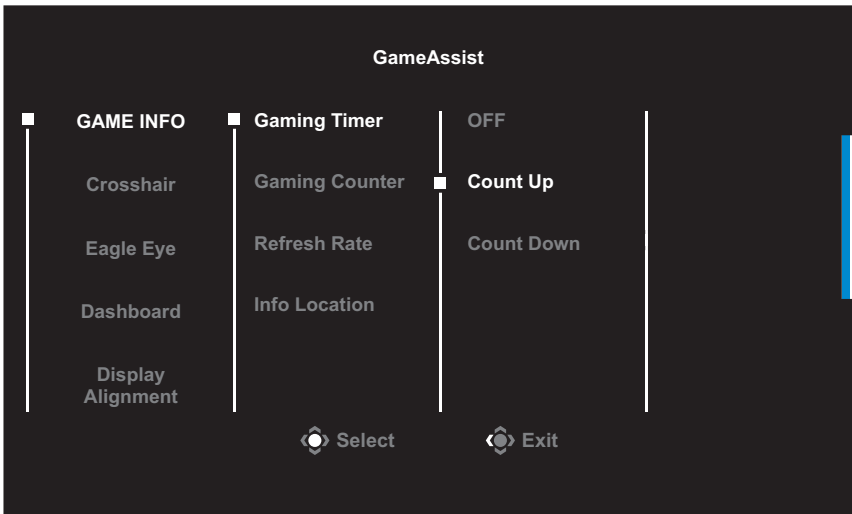 GameAssist
GAME INFO
Crosshair
Eagle Eye
Dashboard
Display
Alignment
Gaming Timer
Gaming Counter
Refresh Rate
Info Location
OFF
Count Up
Count Down
Select
Exit